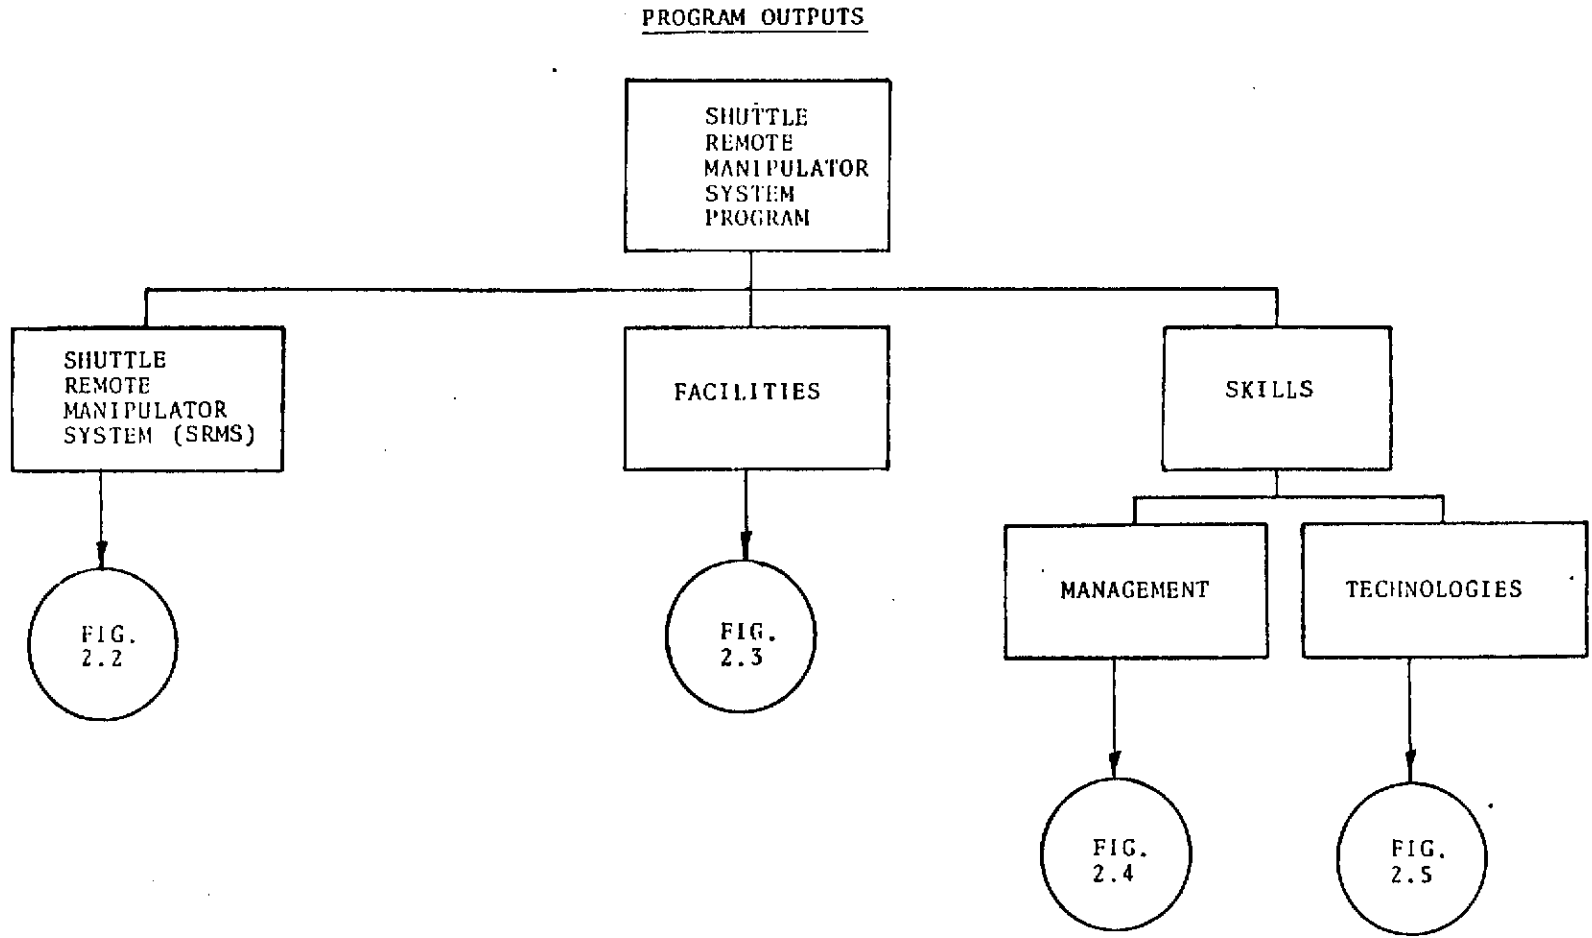 PROGRAM OUTPUTS
SHUTTLE
REMOTE
MANIPULATOR
SYSTEM
PROGRAM
SHUTTLE
REMOTE
MANIPULATOR
SYSTEM (SRMS)
FACILITIES
SKILLS
MANAGEMENT
TECHNOLOGIES
FIG.
2.2
FIG.
2.3
FIG.
2.4
FIG.
2.5